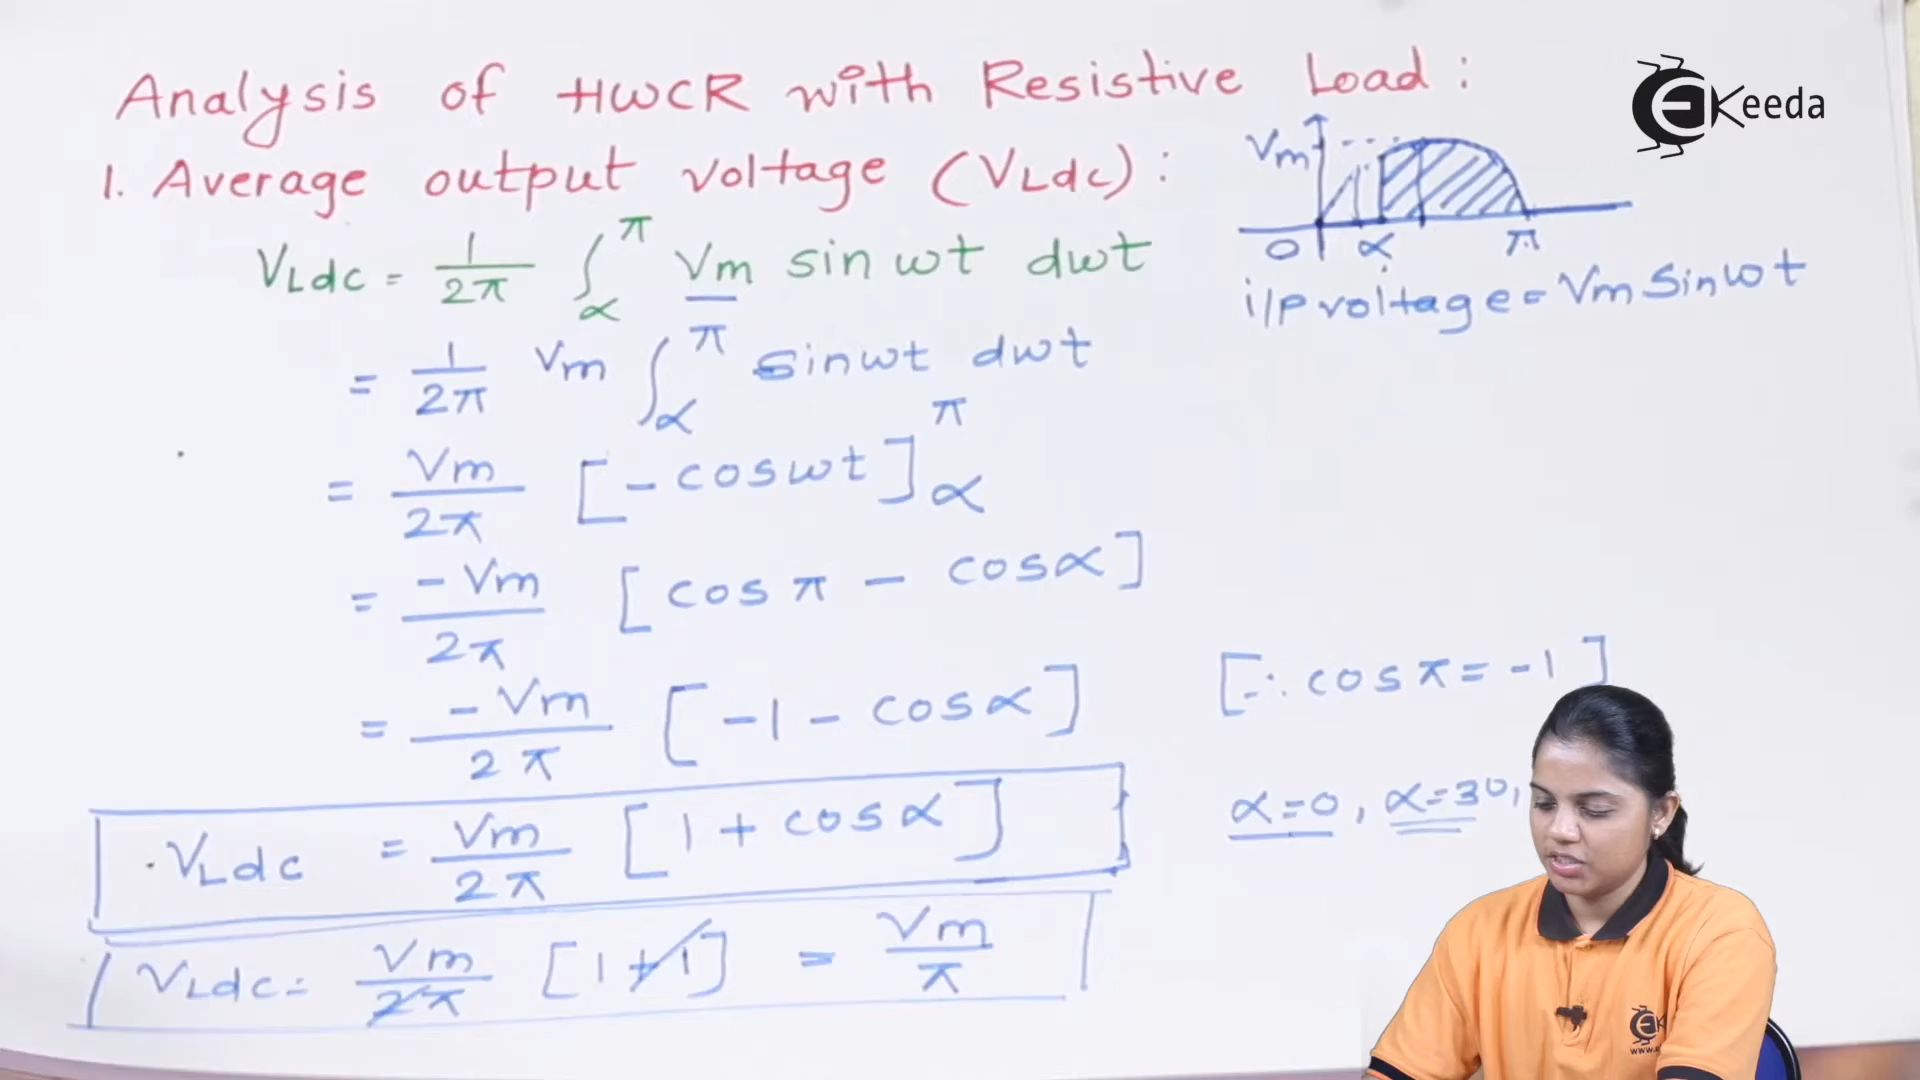 Analysis of HWCR with Resistive Load :
EKeeda
1. Average output voltage (VLdc) :
Vm
0 α π
i/p voltage = Vm Sinωt
VLdc = 1/2π ∫α^π Vm sin ωt dωt
= 1/2π Vm ∫α^π sinωt dωt
= Vm/2π [-cosωt]α^π
= -Vm/2π [cos π - cosα]
= -Vm/2π [-1 - cosα] [∴ cos π = -1]
VLdc = Vm/2π [1 + cosα]
α=0, α=30,
VLdc = Vm/2π [1+1] = Vm/π